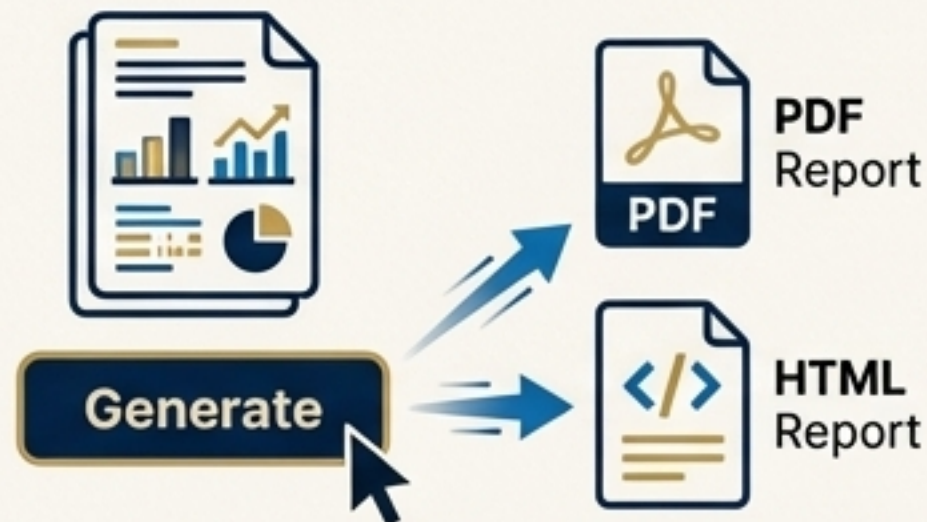 Generate
PDF
PDF
Report
HTML
Report